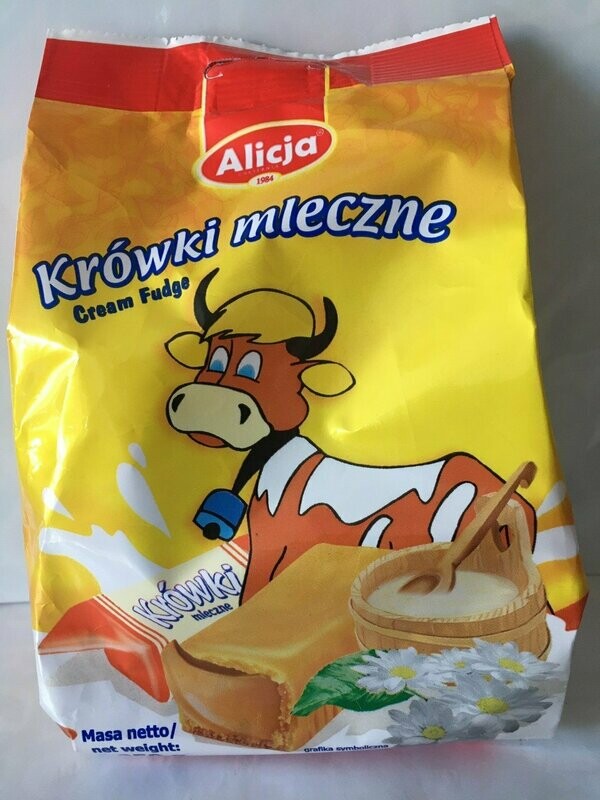 Alicja
1984
Krówki mleczne
Cream Fudge
Krówki
mleczne
Masa netto/
net weight:
grafika symboliczna